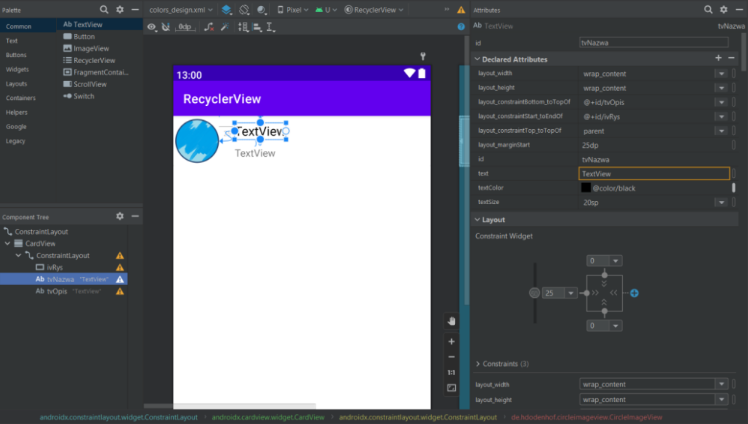 Palette
Common
Text
Buttons
Widgets
Layouts
Containers
Helpers
Google
Legacy
Ab TextView
Button
ImageView
RecyclerView
FragmentContai...
ScrollView
Switch
Component Tree
ConstraintLayout
CardView
ConstraintLayout
ivRys
Ab tvNazwa "TextView"
Ab tvOpis "TextView"
colors_design.xml
Pixel
U
RecyclerView
0dp
13:00
RecyclerView
TextView
TextView
1:1
Attributes
Ab TextView tvNazwa
id tvNazwa
Declared Attributes
layout_width wrap_content
layout_height wrap_content
layout_constraintBottom_toTopOf @+id/tvOpis
layout_constraintStart_toEndOf @+id/ivRys
layout_constraintTop_toTopOf parent
layout_marginStart 25dp
id tvNazwa
text TextView
textColor @color/black
textSize 20sp
Layout
Constraint Widget
0
25
0
Constraints (3)
layout_width wrap_content
layout_height wrap_content
androidx.constraintlayout.widget.ConstraintLayout › androidx.cardview.widget.CardView › androidx.constraintlayout.widget.ConstraintLayout › de.hdodenhof.circleimageview.CircleImageView